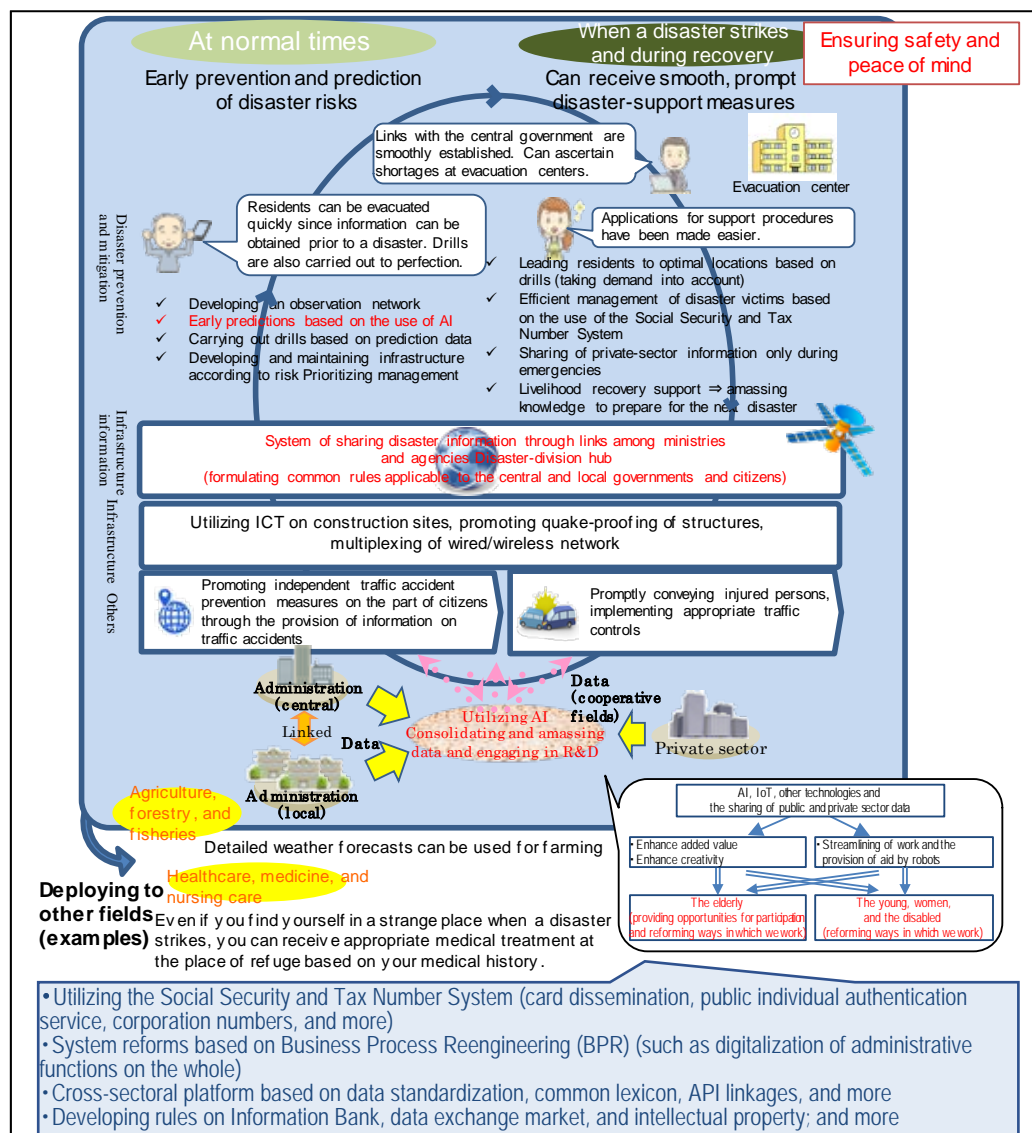 At normal times
When a disaster strikes
and during recovery
Ensuring safety and
peace of mind
Early prevention and prediction
of disaster risks
Can receive smooth, prompt
disaster-support measures
Links with the central government are
smoothly established. Can ascertain
shortages at evacuation centers.
Evacuation center
Disaster prevention
and mitigation
Residents can be evacuated
quickly since information can be
obtained prior to a disaster. Drills
are also carried out to perfection.
Applications for support procedures
have been made easier.
✓ Developing an observation network
✓ Early predictions based on the use of AI
✓ Carrying out drills based on prediction data
✓ Developing and maintaining infrastructure
according to risk Prioritizing management
✓ Leading residents to optimal locations based on
drills (taking demand into account)
✓ Efficient management of disaster victims based
on the use of the Social Security and Tax
Number System
✓ Sharing of private-sector information only during
emergencies
✓ Livelihood recovery support ⇒ amassing
knowledge to prepare for the next disaster
Infrastructure
information
System of sharing disaster information through links among ministries
and agencies Disaster-division hub
(formulating common rules applicable to the central and local governments and citizens)
Infrastructure
Utilizing ICT on construction sites, promoting quake-proofing of structures,
multiplexing of wired/wireless network
Others
Promoting independent traffic accident
prevention measures on the part of citizens
through the provision of information on
traffic accidents
Promptly conveying injured persons,
implementing appropriate traffic
controls
Administration
(central)
Linked
Data
Administration
(local)
Utilizing AI
Consolidating and amassing
data and engaging in R&D
Data
(cooperative
fields)
Private sector
Agriculture,
forestry, and
fisheries
Detailed weather forecasts can be used for farming
Deploying to
other fields
(examples)
Healthcare, medicine, and
nursing care
Even if you find yourself in a strange place when a disaster
strikes, you can receive appropriate medical treatment at
the place of refuge based on your medical history.
AI, IoT, other technologies and
the sharing of public and private sector data
• Enhance added value
• Enhance creativity
• Streamlining of work and the
provision of aid by robots
The elderly
(providing opportunities for participation
and reforming ways in which we work)
The young, women,
and the disabled
(reforming ways in which we work)
•Utilizing the Social Security and Tax Number System (card dissemination, public individual authentication
service, corporation numbers, and more)
•System reforms based on Business Process Reengineering (BPR) (such as digitalization of administrative
functions on the whole)
•Cross-sectoral platform based on data standardization, common lexicon, API linkages, and more
•Developing rules on Information Bank, data exchange market, and intellectual property; and more